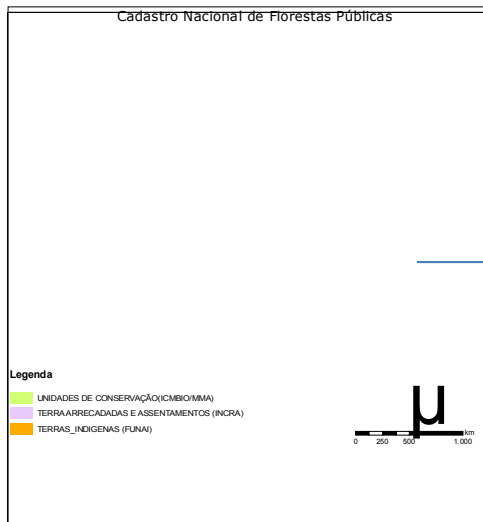 Cadastro Nacional de Florestas Públicas
Legenda
UNIDADES DE CONSERVAÇÃO(ICMBIO/MMA)
TERRA ARRECADADAS E ASSENTAMENTOS (INCRA)
TERRAS_INDIGENAS (FUNAI)
µ
km
0 250 500 1.000